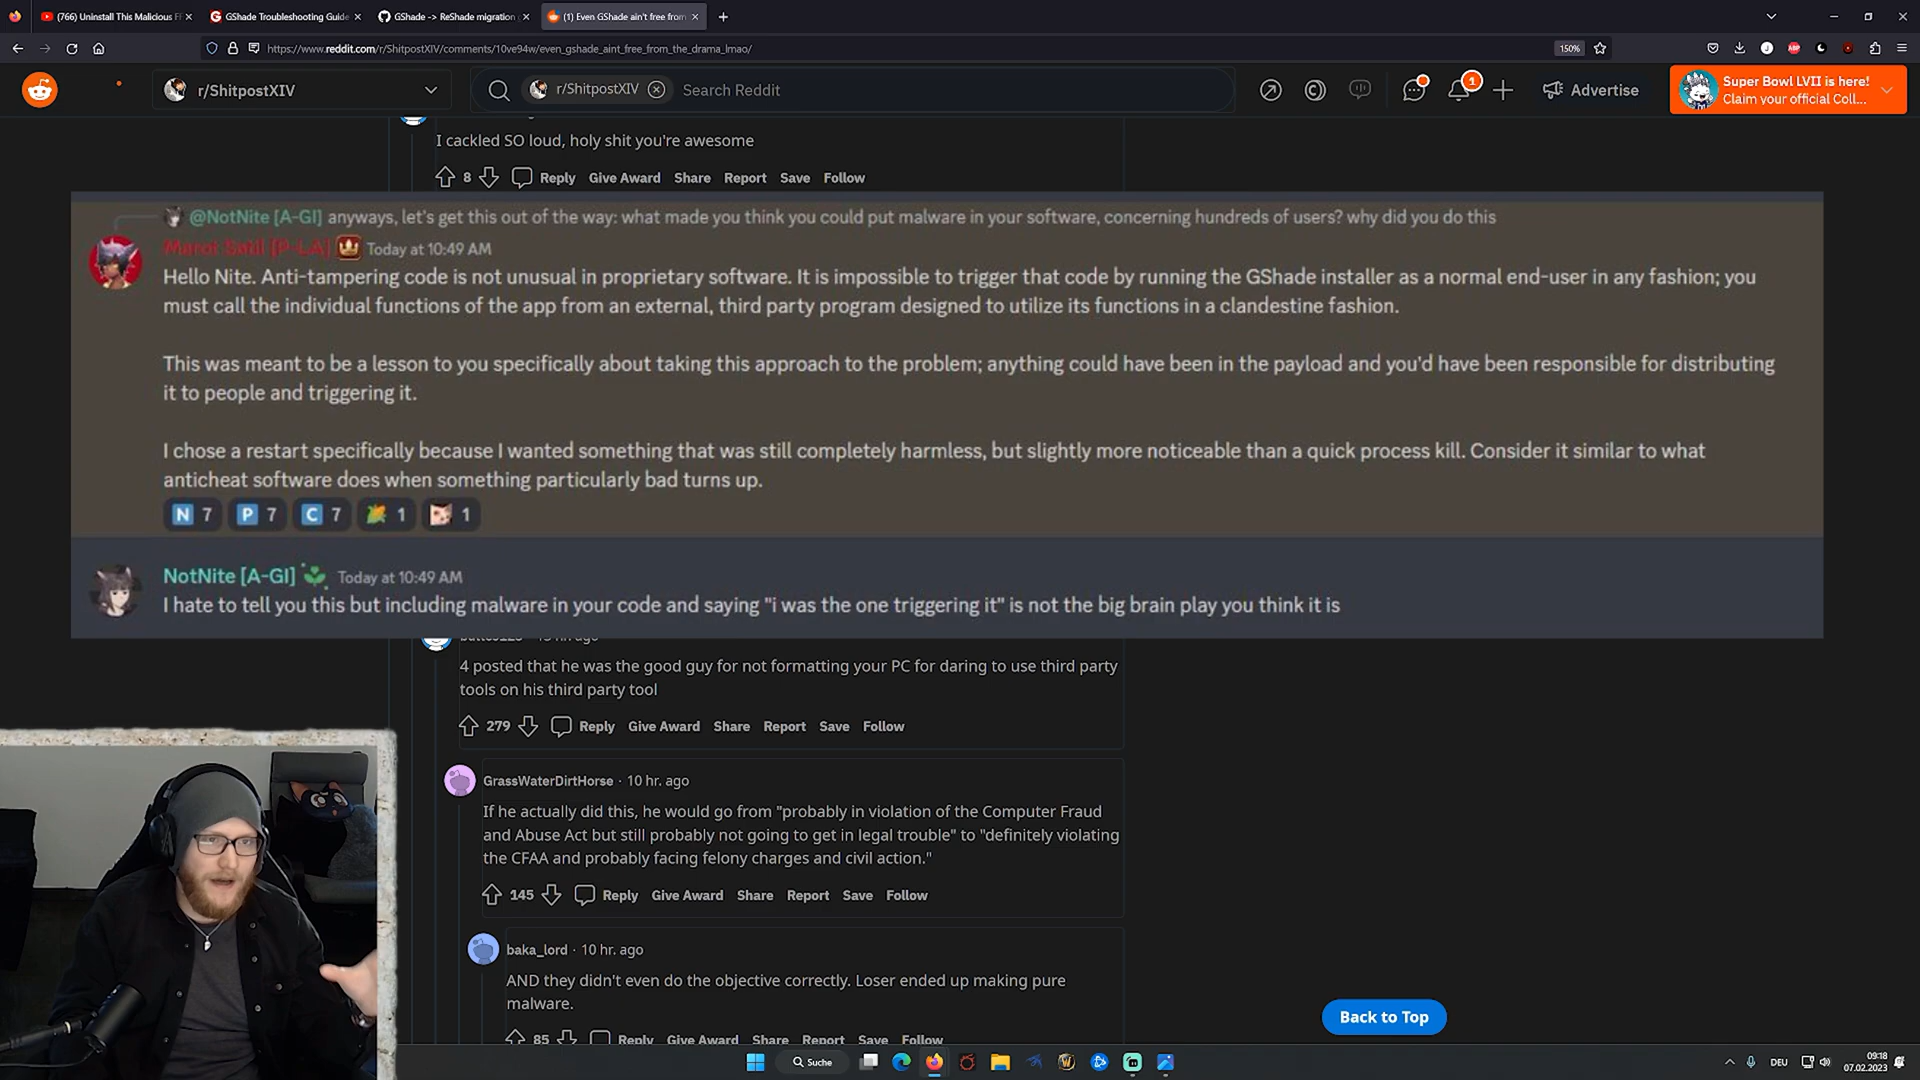 (766) Uninstall This Malicious FF
GShade Troubleshooting Guide
GShade -> ReShade migration
(1) Even GShade ain't free from
https://www.reddit.com/r/ShitpostXIV/comments/10ve94w/even_gshade_aint_free_from_the_drama_lmao/
150%
r/ShitpostXIV
r/ShitpostXIV
Search Reddit
1
Advertise
Super Bowl LVII is here!
Claim your official Coll...
I cackled SO loud, holy shit you're awesome
8 Reply Give Award Share Report Save Follow
@NotNite [A-GI] anyways, let's get this out of the way: what made you think you could put malware in your software, concerning hundreds of users? why did you do this
Today at 10:49 AM
Hello Nite. Anti-tampering code is not unusual in proprietary software. It is impossible to trigger that code by running the GShade installer as a normal end-user in any fashion; you
must call the individual functions of the app from an external, third party program designed to utilize its functions in a clandestine fashion.
This was meant to be a lesson to you specifically about taking this approach to the problem; anything could have been in the payload and you'd have been responsible for distributing
it to people and triggering it.
I chose a restart specifically because I wanted something that was still completely harmless, but slightly more noticeable than a quick process kill. Consider it similar to what
anticheat software does when something particularly bad turns up.
N 7 P 7 C 7 1 1
NotNite [A-GI] Today at 10:49 AM
I hate to tell you this but including malware in your code and saying "i was the one triggering it" is not the big brain play you think it is
4 posted that he was the good guy for not formatting your PC for daring to use third party
tools on his third party tool
279 Reply Give Award Share Report Save Follow
GrassWaterDirtHorse · 10 hr. ago
If he actually did this, he would go from "probably in violation of the Computer Fraud
and Abuse Act but still probably not going to get in legal trouble" to "definitely violating
the CFAA and probably facing felony charges and civil action."
145 Reply Give Award Share Report Save Follow
baka_lord · 10 hr. ago
AND they didn't even do the objective correctly. Loser ended up making pure
malware.
85 Reply Give Award Share Report Save Follow
Back to Top
Suche
DEU
09:18
07.02.2023